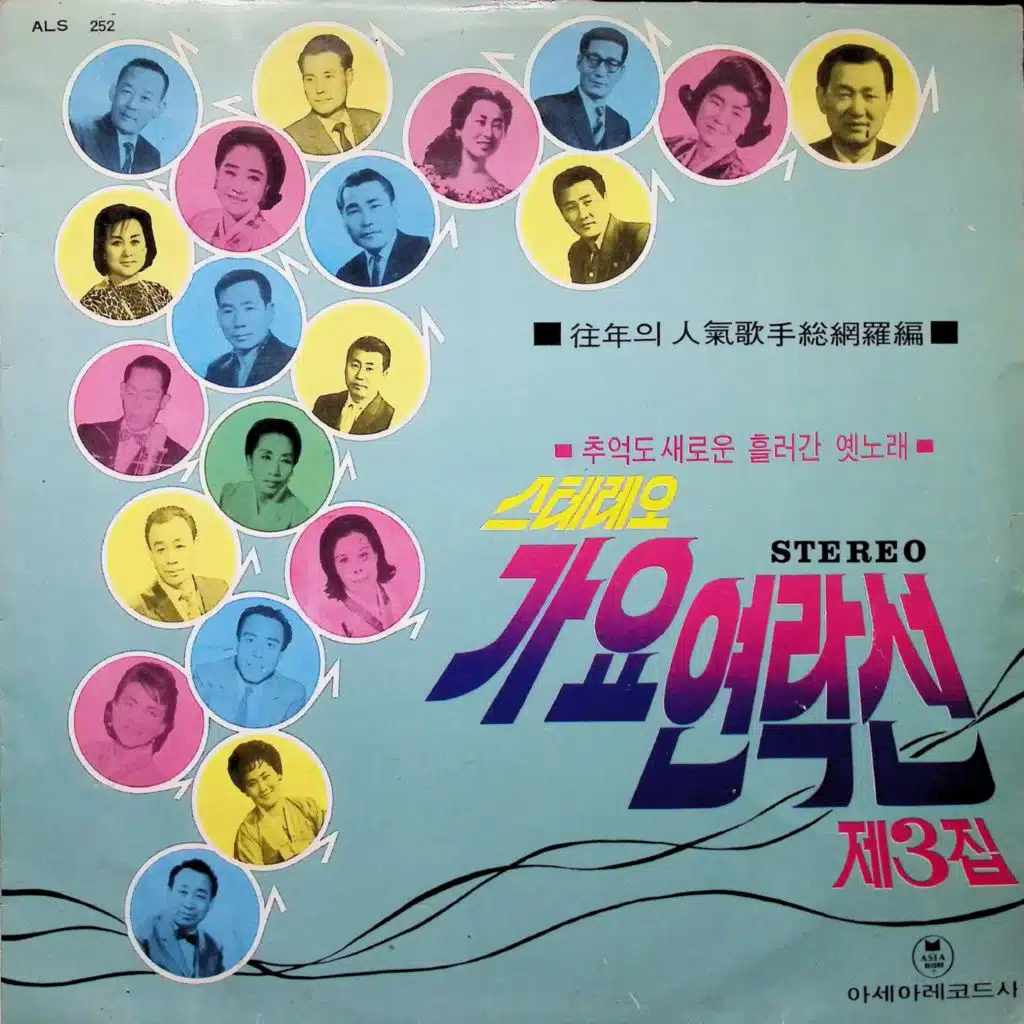 ALS 252
■ 往年의 人氣歌手総網羅編 ■
■ 추억도 새로운 흘러간 옛노래 ■
스테레오
STEREO
가요연락선
제3집
ASIA
RECORD
아세아레코드사